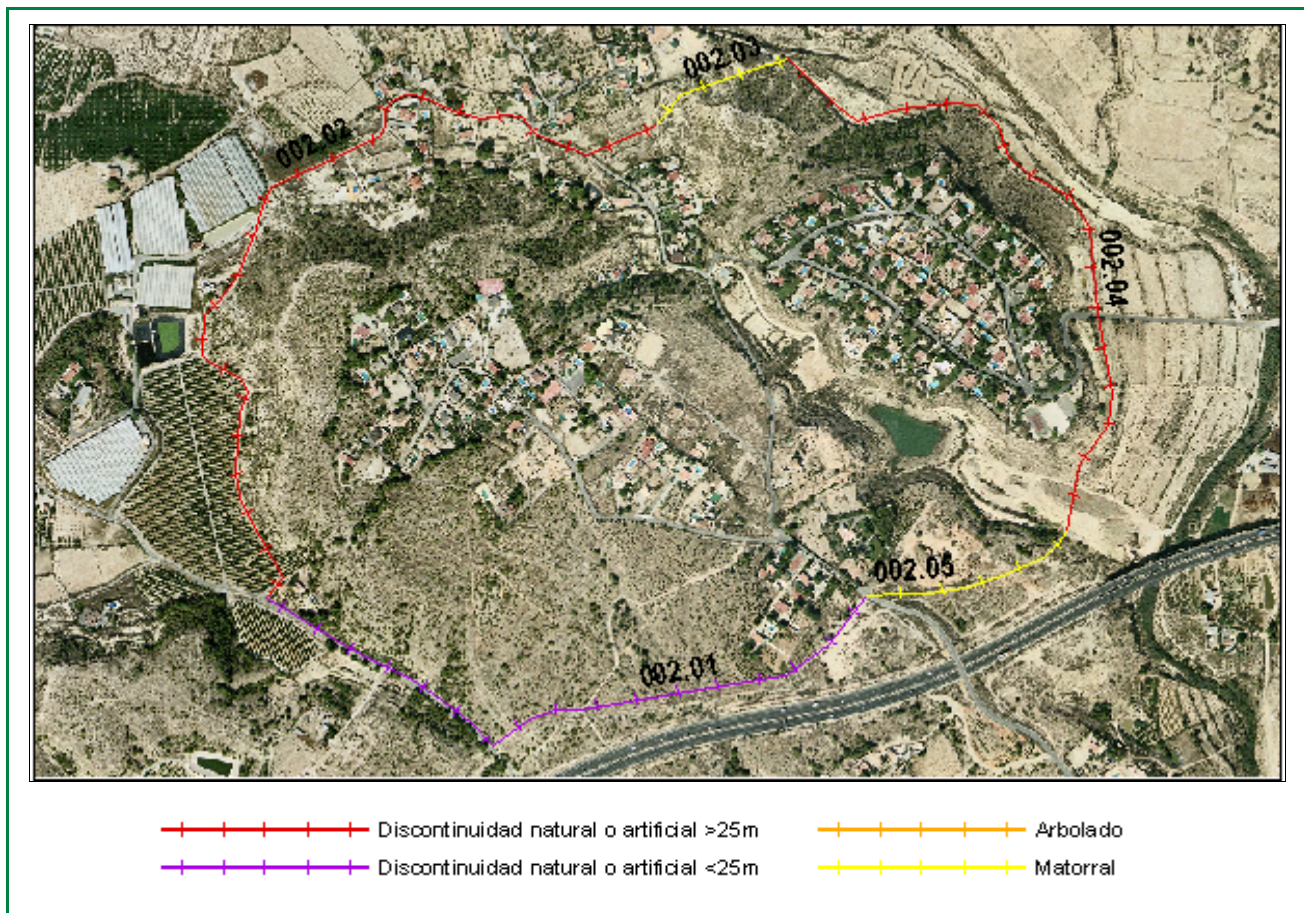 002.03
002.02
002.04
002.05
002.01
Discontinuidad natural o artificial >25m
Arbolado
Discontinuidad natural o artificial <25m
Matorral